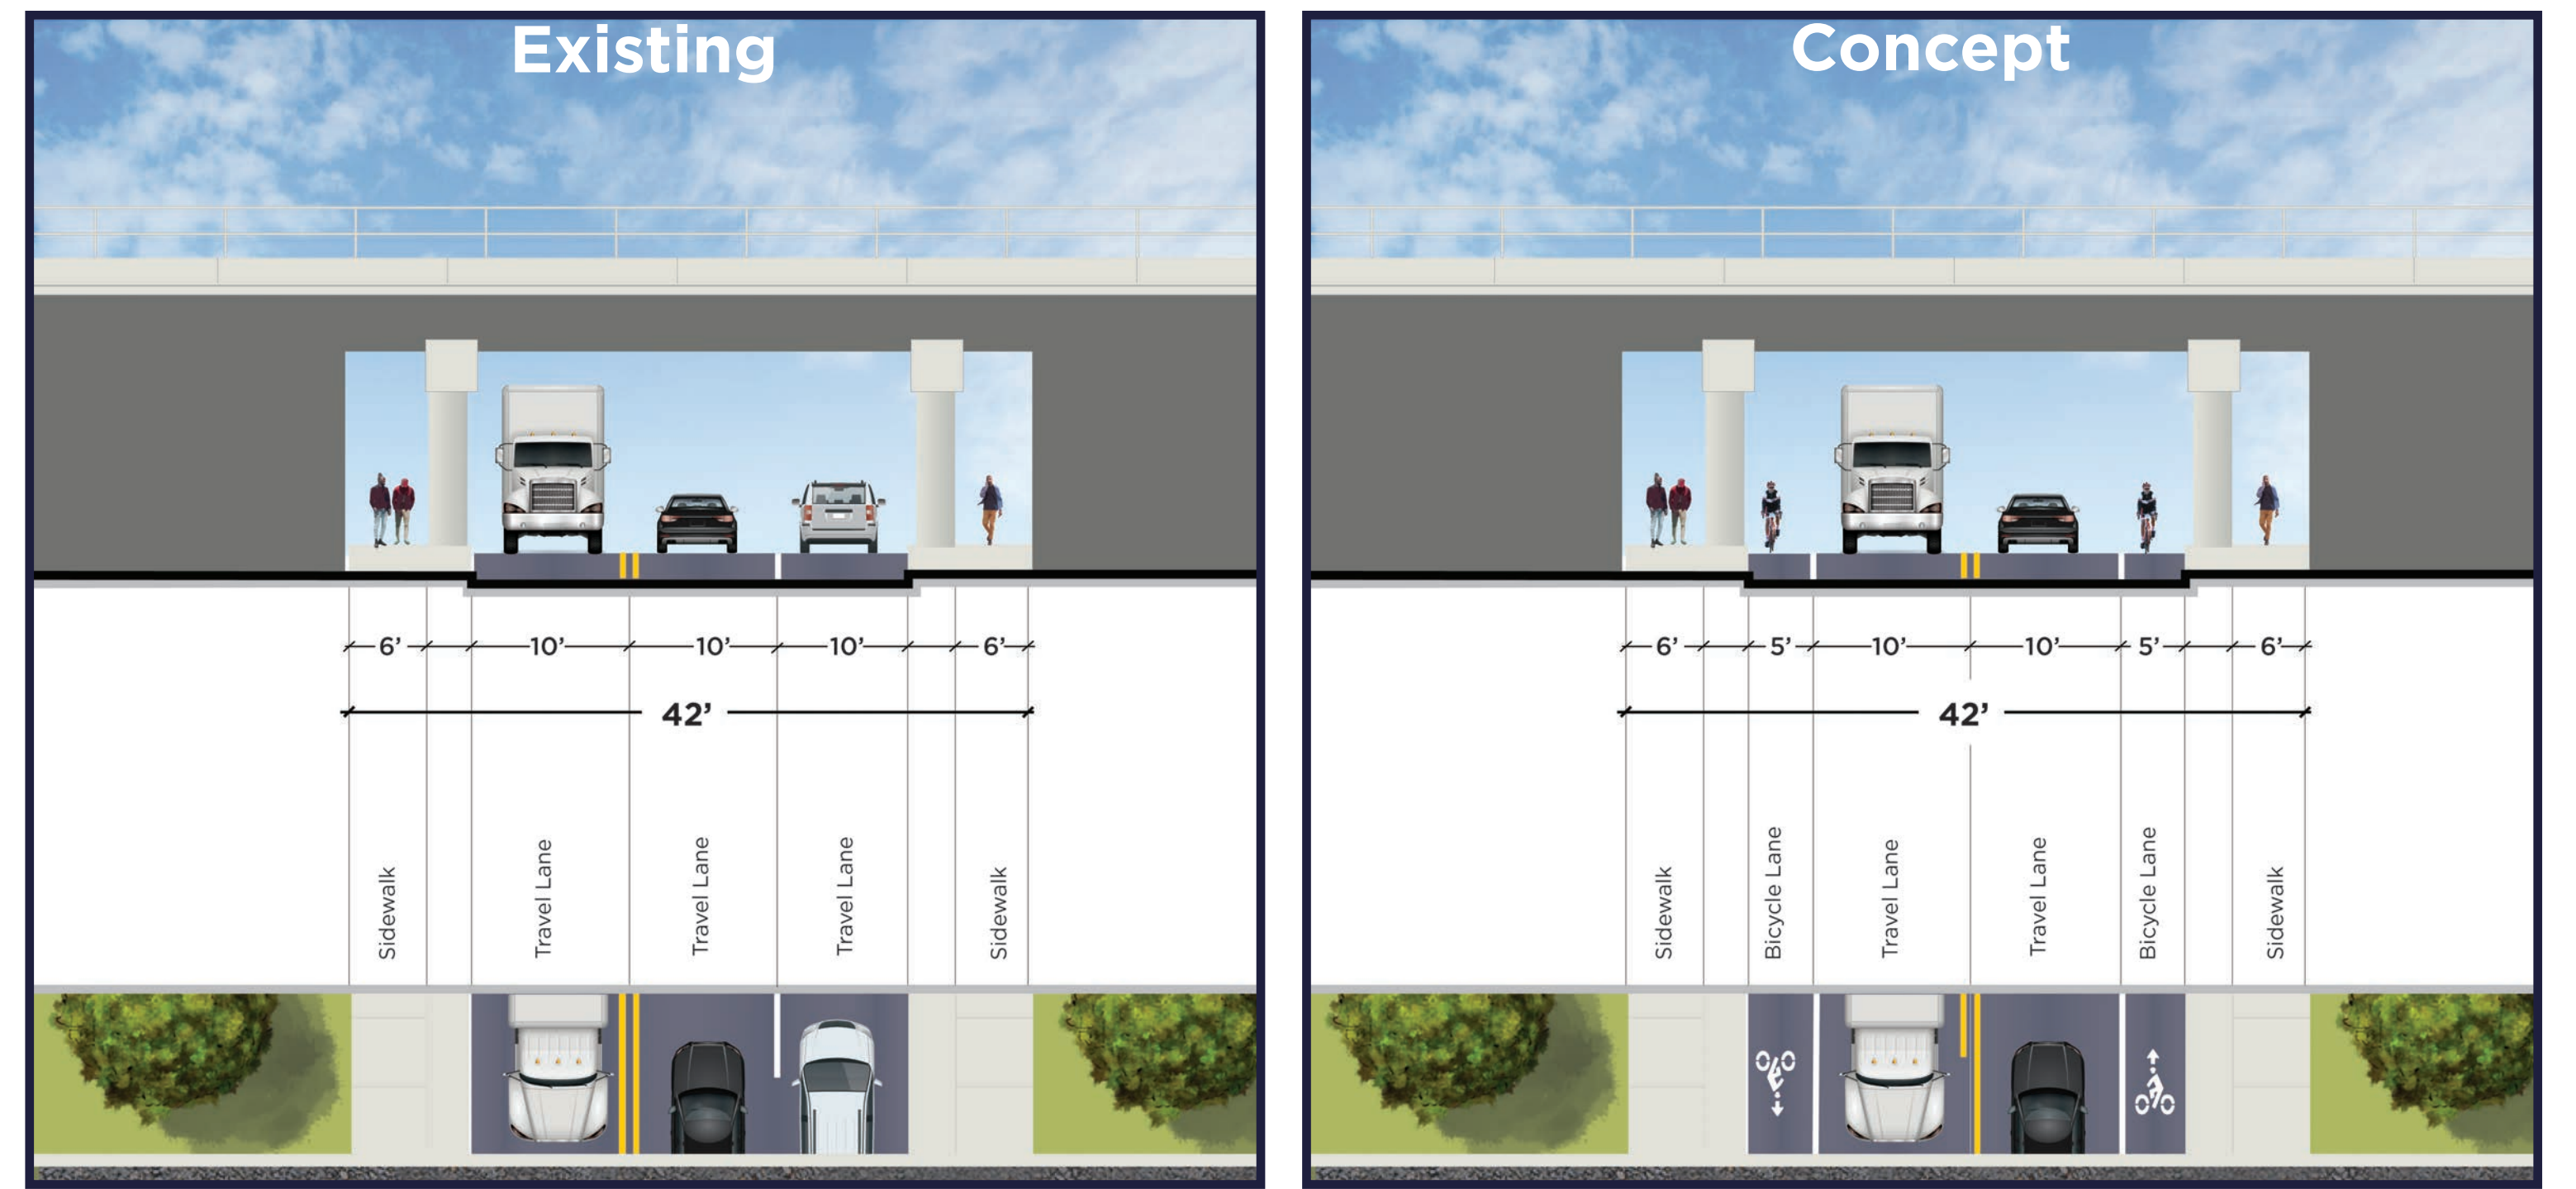 Existing
6’ 10’ 10’ 10’ 6’
42’
Sidewalk
Travel Lane
Travel Lane
Travel Lane
Sidewalk
Concept
6’ 5’ 10’ 10’ 5’ 6’
42’
Sidewalk
Bicycle Lane
Travel Lane
Travel Lane
Bicycle Lane
Sidewalk